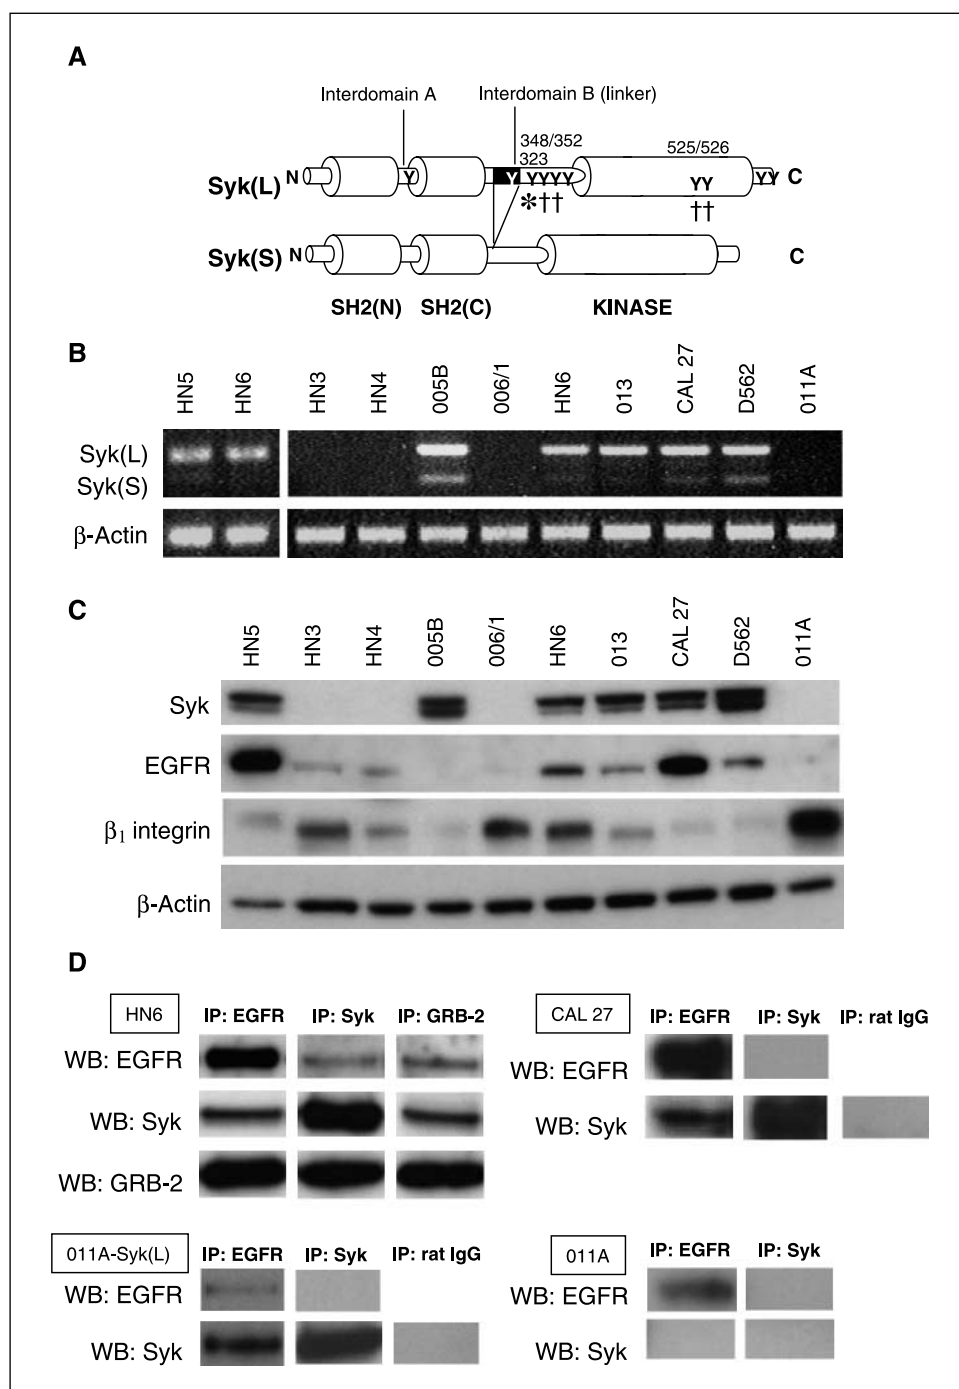 A
Interdomain A
Interdomain B (linker)
348/352
323
525/526
Syk(L) N Y Y YYYY YY YY C
*†† ††
Syk(S) N C
SH2(N) SH2(C) KINASE
B
HN5 HN6 HN3 HN4 005B 006/1 HN6 013 CAL 27 D562 011A
Syk(L)
Syk(S)
β-Actin
C
HN5 HN3 HN4 005B 006/1 HN6 013 CAL 27 D562 011A
Syk
EGFR
β1 integrin
β-Actin
D
HN6 IP: EGFR IP: Syk IP: GRB-2
WB: EGFR
WB: Syk
WB: GRB-2
CAL 27 IP: EGFR IP: Syk IP: rat IgG
WB: EGFR
WB: Syk
011A-Syk(L) IP: EGFR IP: Syk IP: rat IgG
WB: EGFR
WB: Syk
011A IP: EGFR IP: Syk
WB: EGFR
WB: Syk